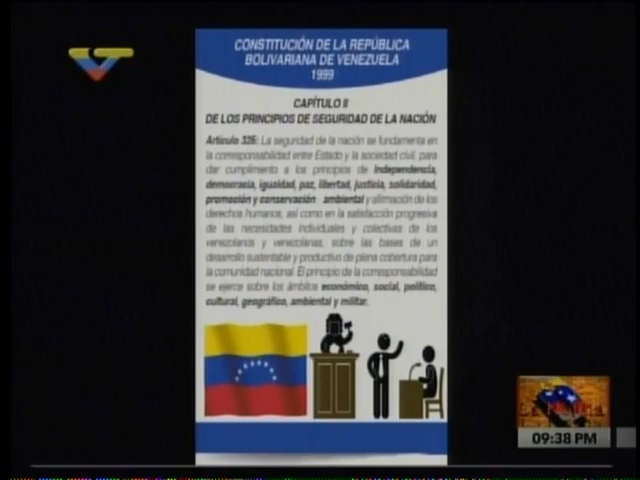 CONSTITUCIÓN DE LA REPÚBLICA
BOLIVARIANA DE VENEZUELA
1999
CAPÍTULO II
DE LOS PRINCIPIOS DE SEGURIDAD DE LA NACIÓN
Artículo 326: La seguridad de la nación se fundamenta en
la corresponsabilidad entre Estado y la sociedad civil, para
dar cumplimiento a los principios de independencia,
democracia, igualdad, paz, libertad, justicia, solidaridad,
promoción y conservación ambiental y afirmación de los
derechos humanos, así como en la satisfacción progresiva
de las necesidades individuales y colectivas de los
venezolanos y venezolanas, sobre las bases de un
desarrollo sustentable y productivo de plena cobertura para
la comunidad nacional. El principio de la corresponsabilidad
se ejerce sobre los ámbitos económico, social, político,
cultural, geográfico, ambiental y militar.
09:38 PM